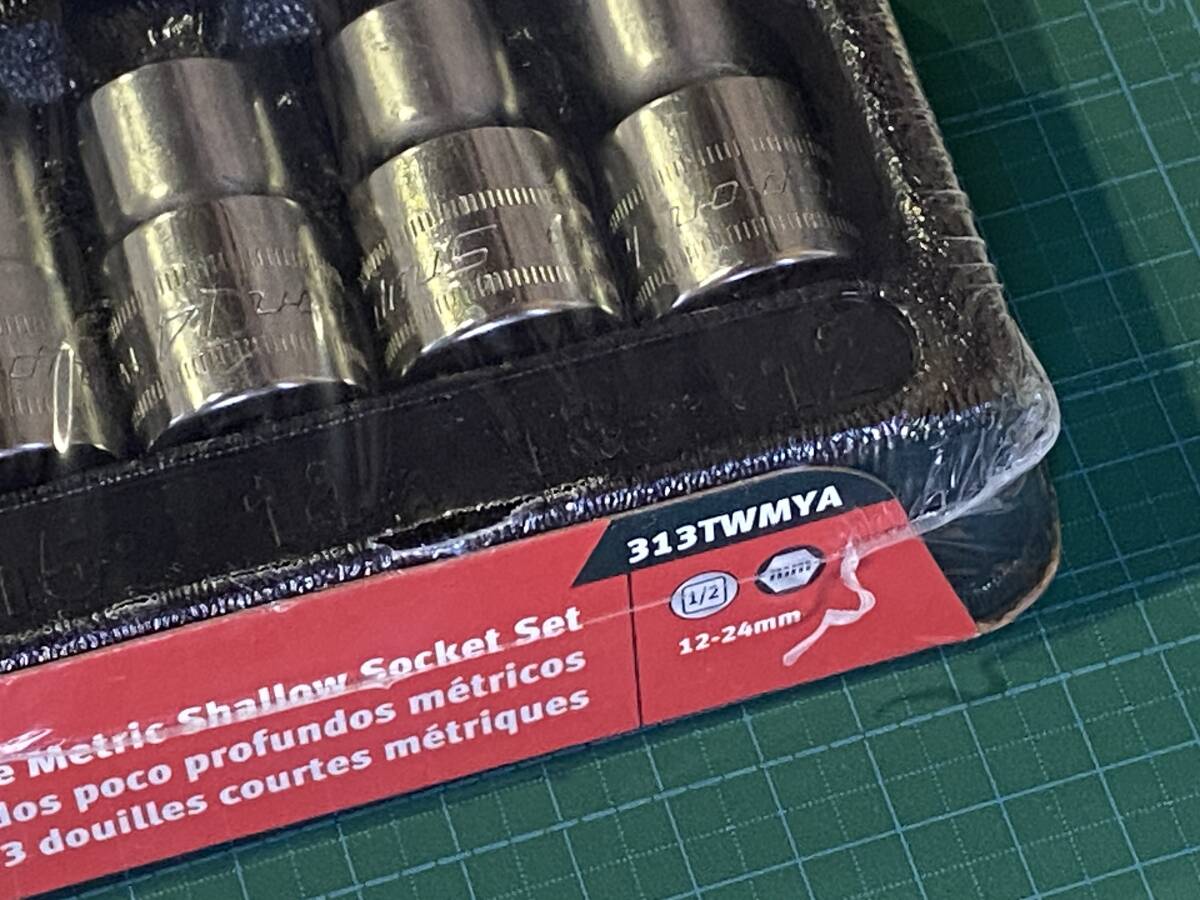 313TWMYA
1/2
12-24mm
e Metric Shallow Socket Set
dos poco profundos métricos
3 douilles courtes métriques